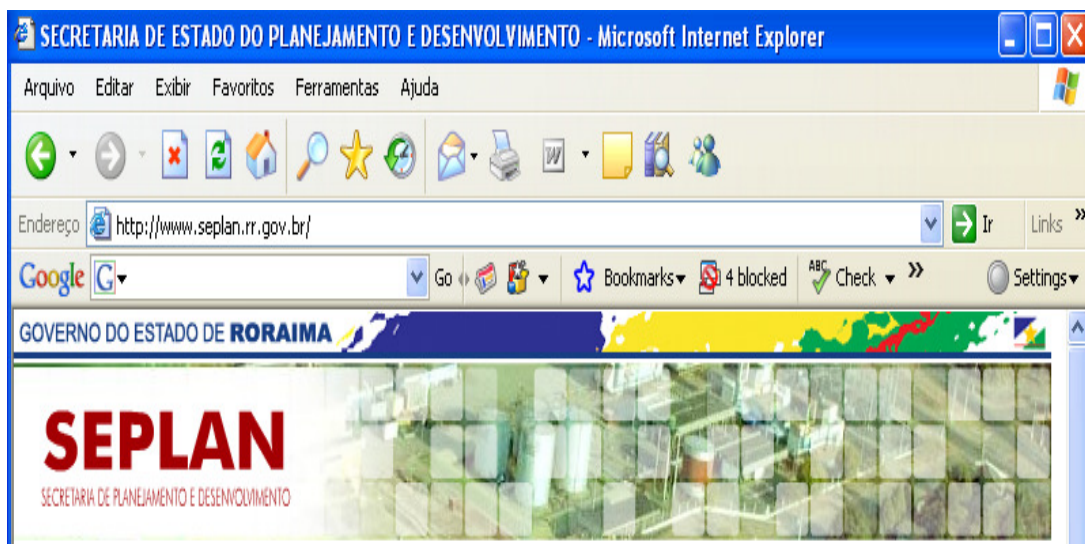 SECRETARIA DE ESTADO DO PLANEJAMENTO E DESENVOLVIMENTO - Microsoft Internet Explorer
Arquivo Editar Exibir Favoritos Ferramentas Ajuda
W
Endereço http://www.seplan.rr.gov.br/ Ir Links »
Google G Go Bookmarks 4 blocked ABC Check » Settings
GOVERNO DO ESTADO DE RORAIMA
SEPLAN
SECRETARIA DE PLANEJAMENTO E DESENVOLVIMENTO